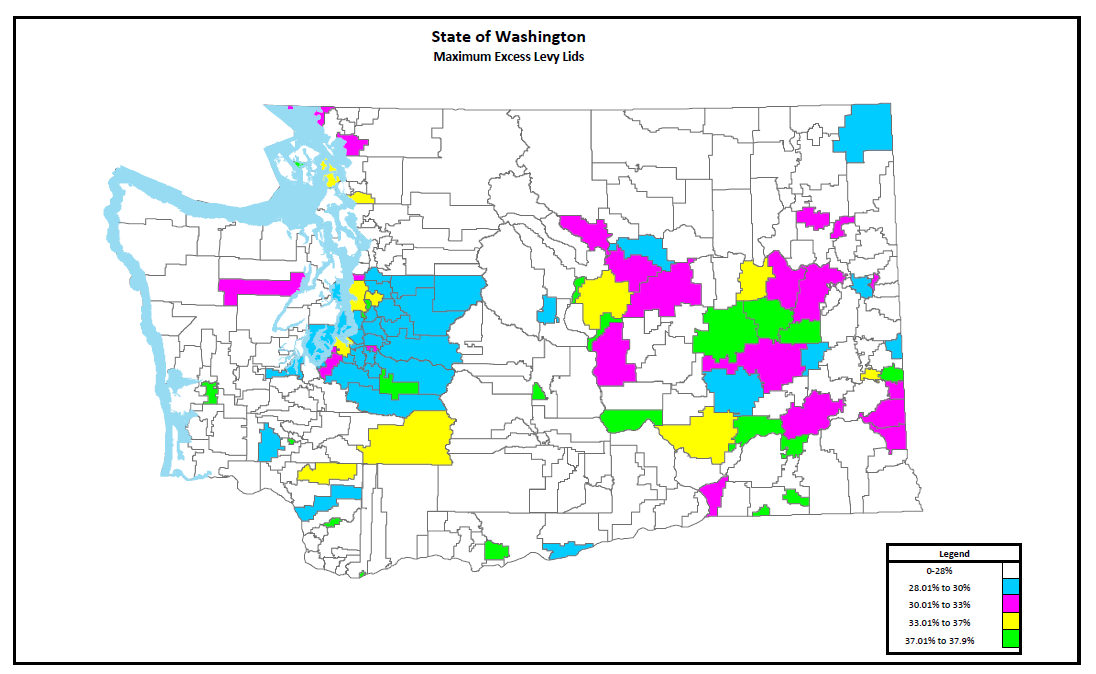 State of Washington
Maximum Excess Levy Lids
Legend
0-28%
28.01% to 30%
30.01% to 33%
33.01% to 37%
37.01% to 37.9%